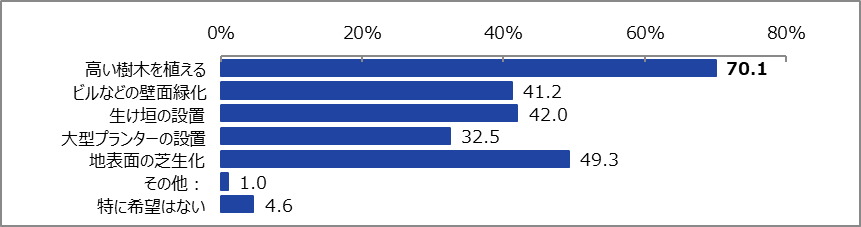 0% 20% 40% 60% 80%
高い樹木を植える 70.1
ビルなどの壁面緑化 41.2
生け垣の設置 42.0
大型プランターの設置 32.5
地表面の芝生化 49.3
その他： 1.0
特に希望はない 4.6